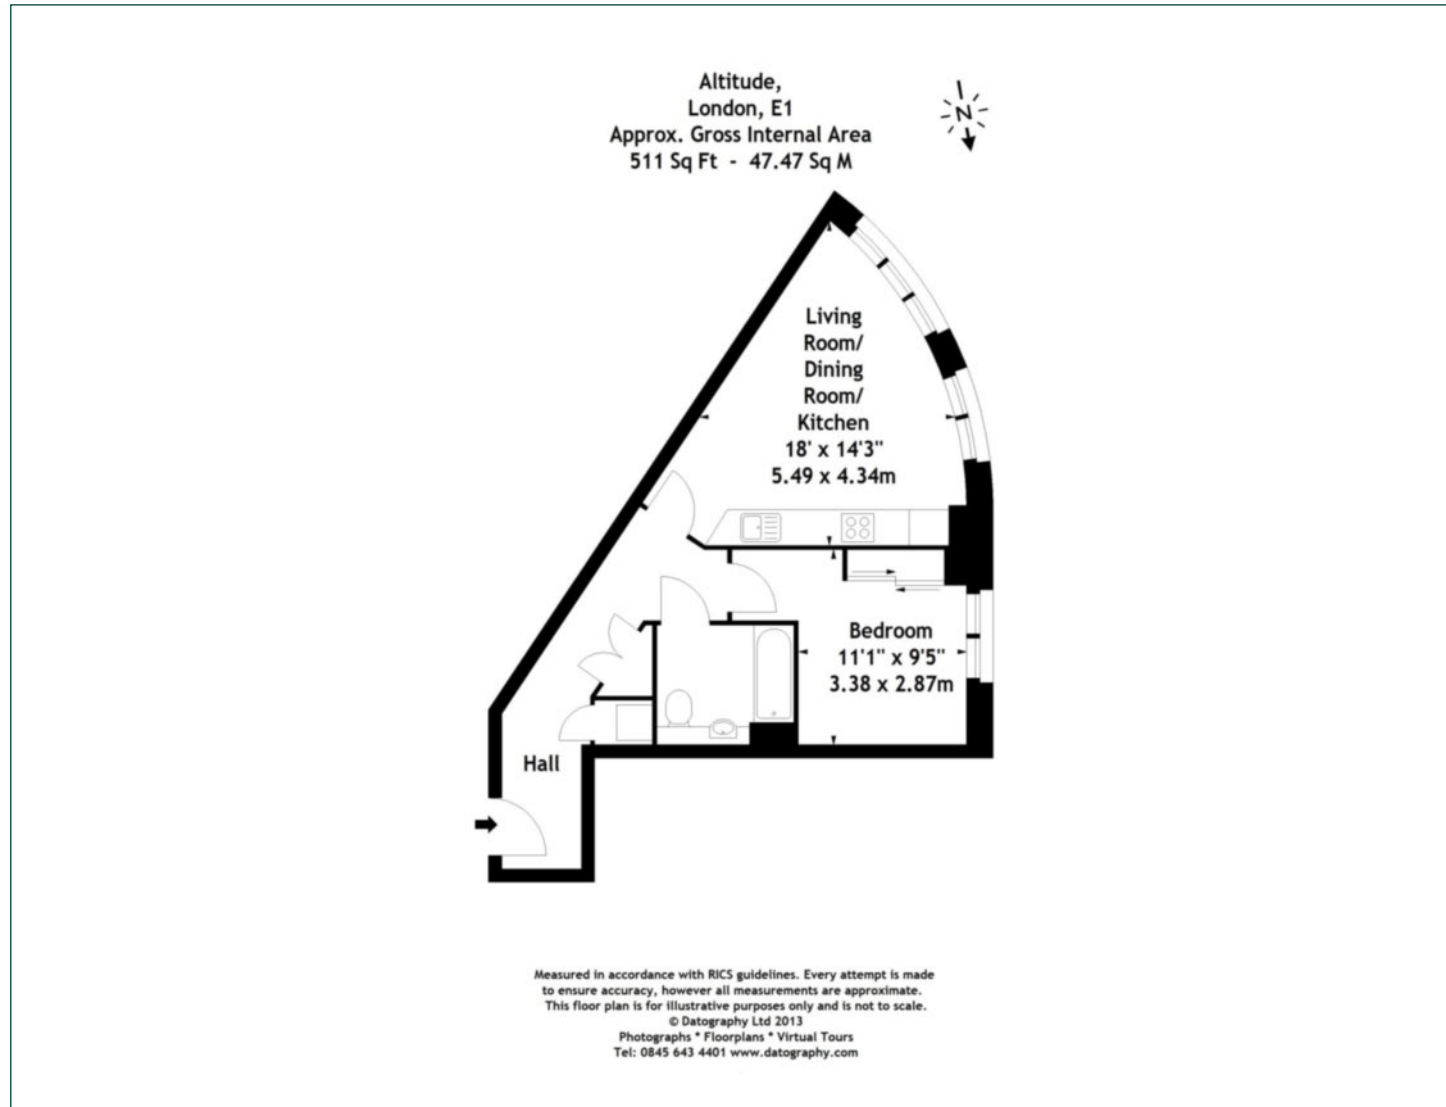 Altitude,
London, E1
Approx. Gross Internal Area
511 Sq Ft - 47.47 Sq M
N
Living
Room/
Dining
Room/
Kitchen
18' x 14'3"
5.49 x 4.34m
Bedroom
11'1" x 9'5"
3.38 x 2.87m
Hall
Measured in accordance with RICS guidelines. Every attempt is made
to ensure accuracy, however all measurements are approximate.
This floor plan is for illustrative purposes only and is not to scale.
© Datography Ltd 2013
Photographs * Floorplans * Virtual Tours
Tel: 0845 643 4401 www.datography.com